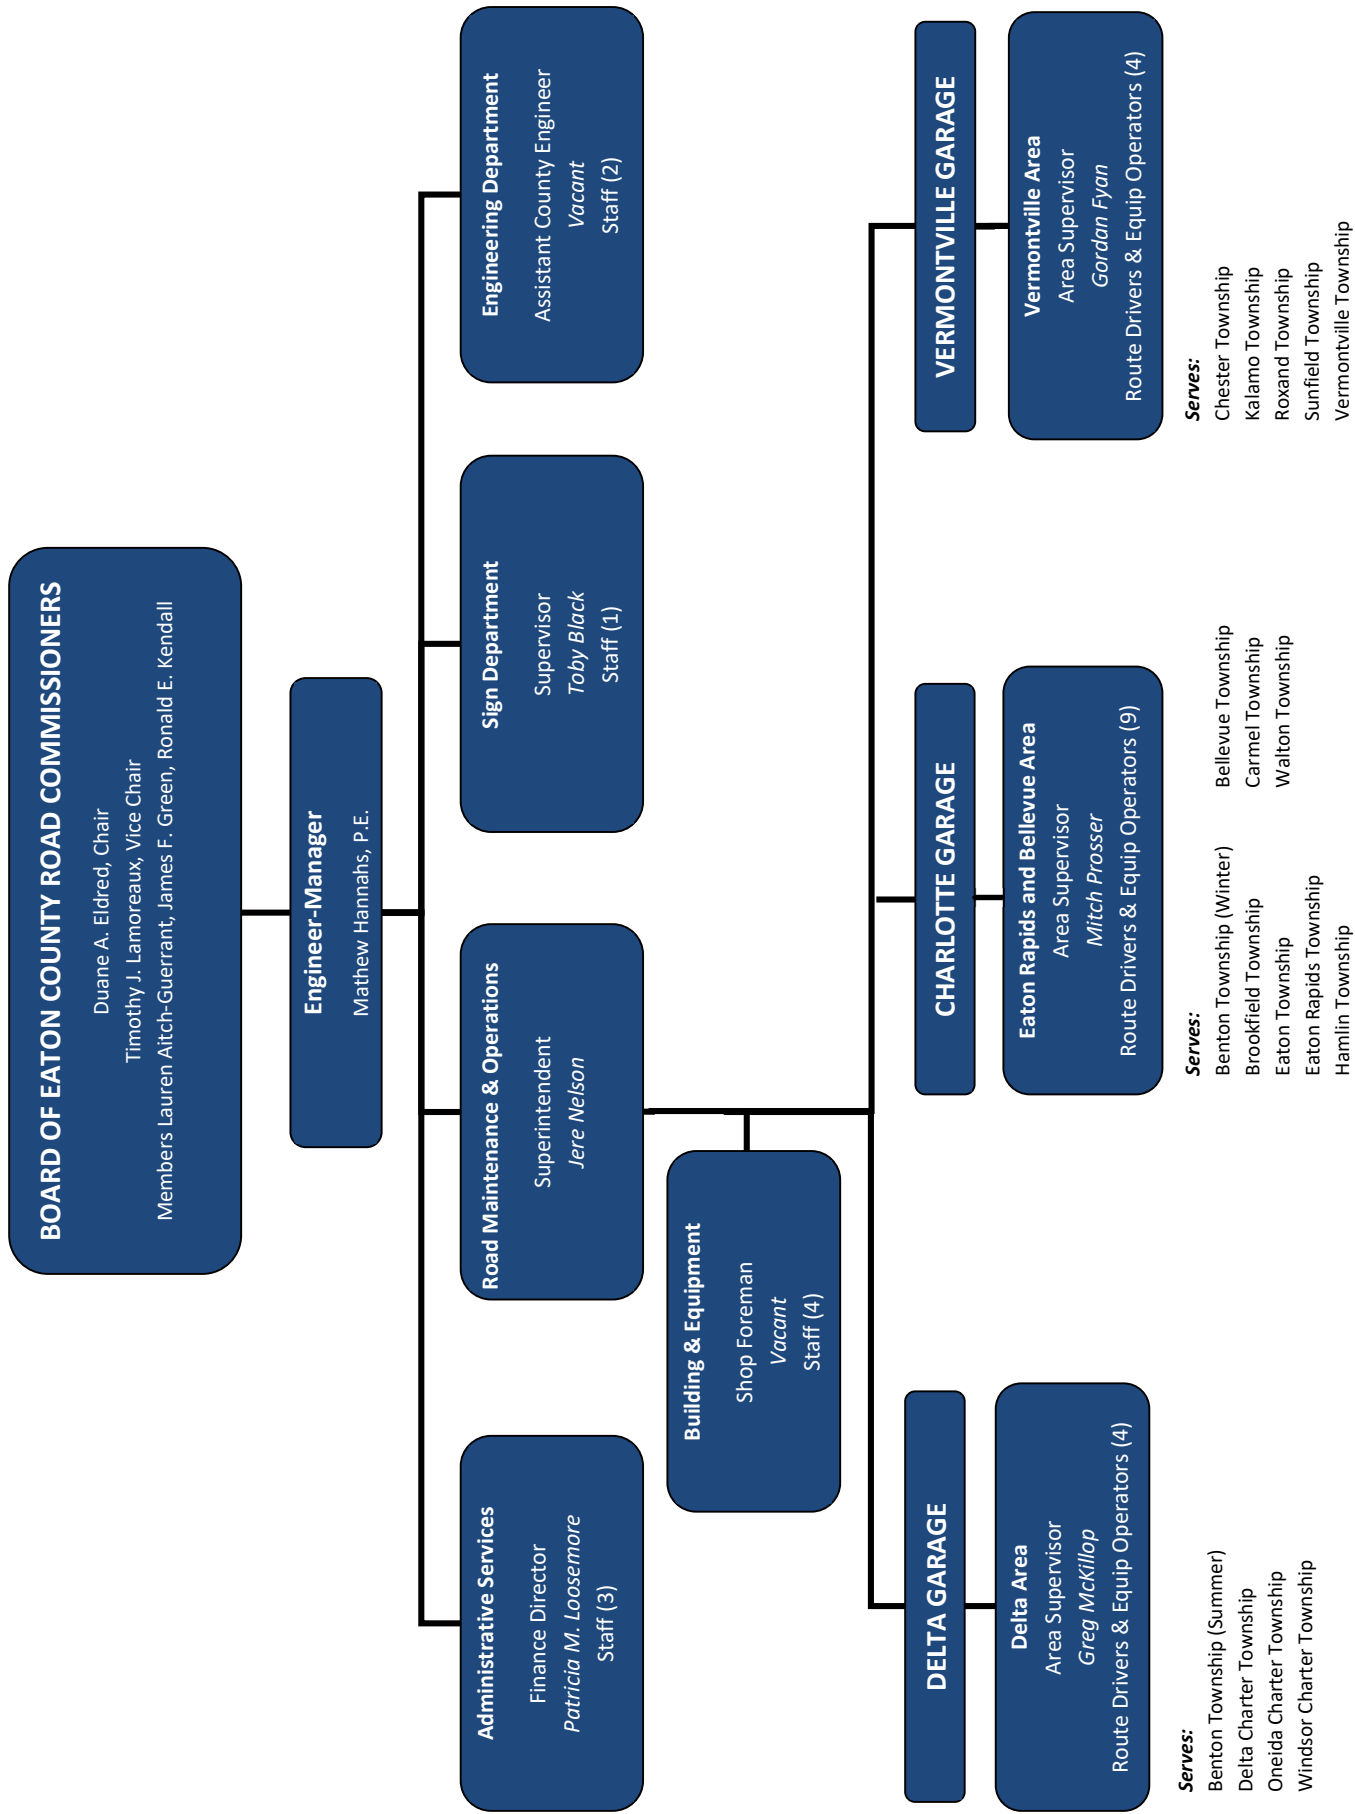 BOARD OF EATON COUNTY ROAD COMMISSIONERS
Duane A. Eldred, Chair
Timothy J. Lamoreaux, Vice Chair
Members Lauren Aitch-Guerrant, James F. Green, Ronald E. Kendall
Engineer-Manager
Mathew Hannahs, P.E.
Administrative Services
Finance Director
Patricia M. Loosemore
Staff (3)
Road Maintenance & Operations
Superintendent
Jere Nelson
Sign Department
Supervisor
Toby Black
Staff (1)
Engineering Department
Assistant County Engineer
Vacant
Staff (2)
Building & Equipment
Shop Foreman
Vacant
Staff (4)
DELTA GARAGE
Delta Area
Area Supervisor
Greg McKillop
Route Drivers & Equip Operators (4)
Serves:
Benton Township (Summer)
Delta Charter Township
Oneida Charter Township
Windsor Charter Township
CHARLOTTE GARAGE
Eaton Rapids and Bellevue Area
Area Supervisor
Mitch Prosser
Route Drivers & Equip Operators (9)
Serves:
Benton Township (Winter)
Brookfield Township
Eaton Township
Eaton Rapids Township
Hamlin Township
Bellevue Township
Carmel Township
Walton Township
VERMONTVILLE GARAGE
Vermontville Area
Area Supervisor
Gordan Fyan
Route Drivers & Equip Operators (4)
Serves:
Chester Township
Kalamo Township
Roxand Township
Sunfield Township
Vermontville Township